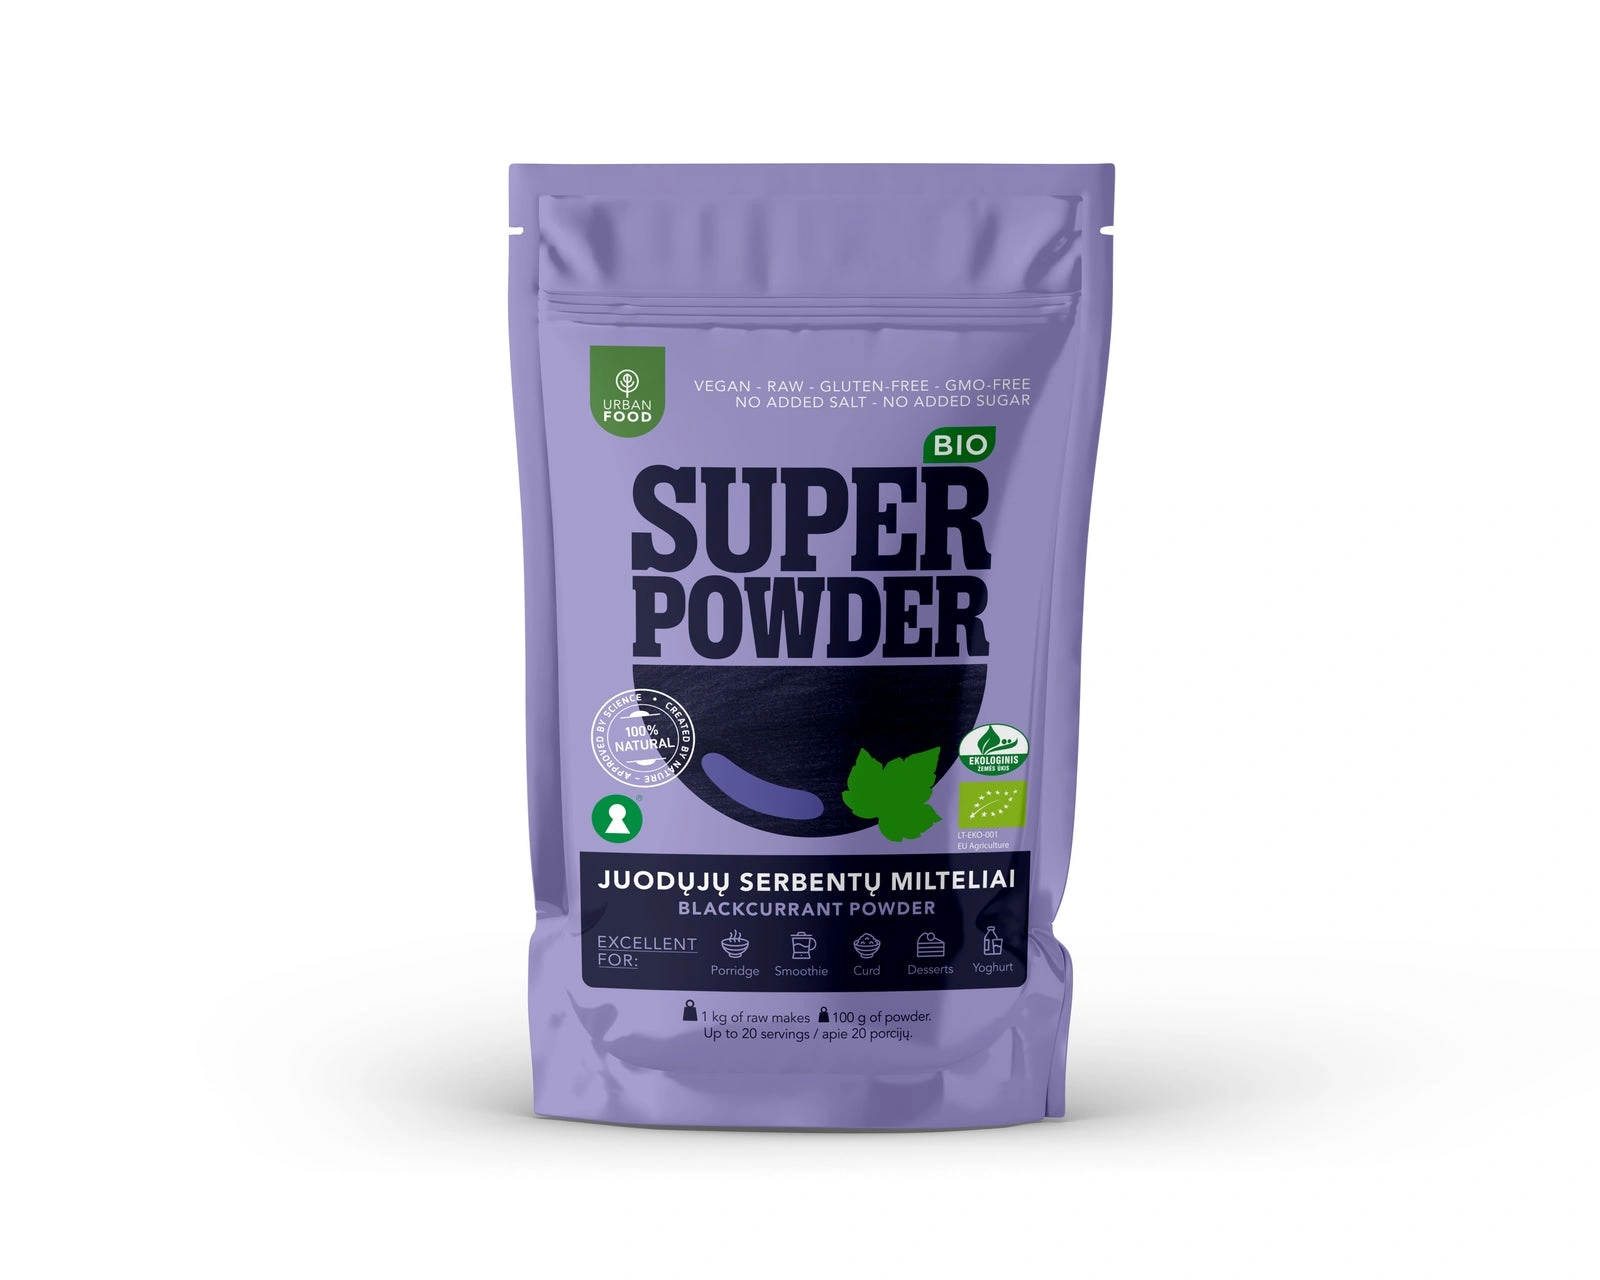 URBAN
FOOD
VEGAN - RAW - GLUTEN-FREE - GMO-FREE
NO ADDED SALT - NO ADDED SUGAR
BIO
SUPER
POWDER
APPROVED BY SCIENCE • CREATED BY NATURE -
100%
NATURAL
®
EKOLOGINIS
ŽEMĖS ŪKIS
LT-EKO-001
EU Agriculture
JUODŲJŲ SERBENTŲ MILTELIAI
BLACKCURRANT POWDER
EXCELLENT
FOR:
Porridge
Smoothie
Curd
Desserts
Yoghurt
1 kg of raw makes 100 g of powder.
Up to 20 servings / apie 20 porcijų.